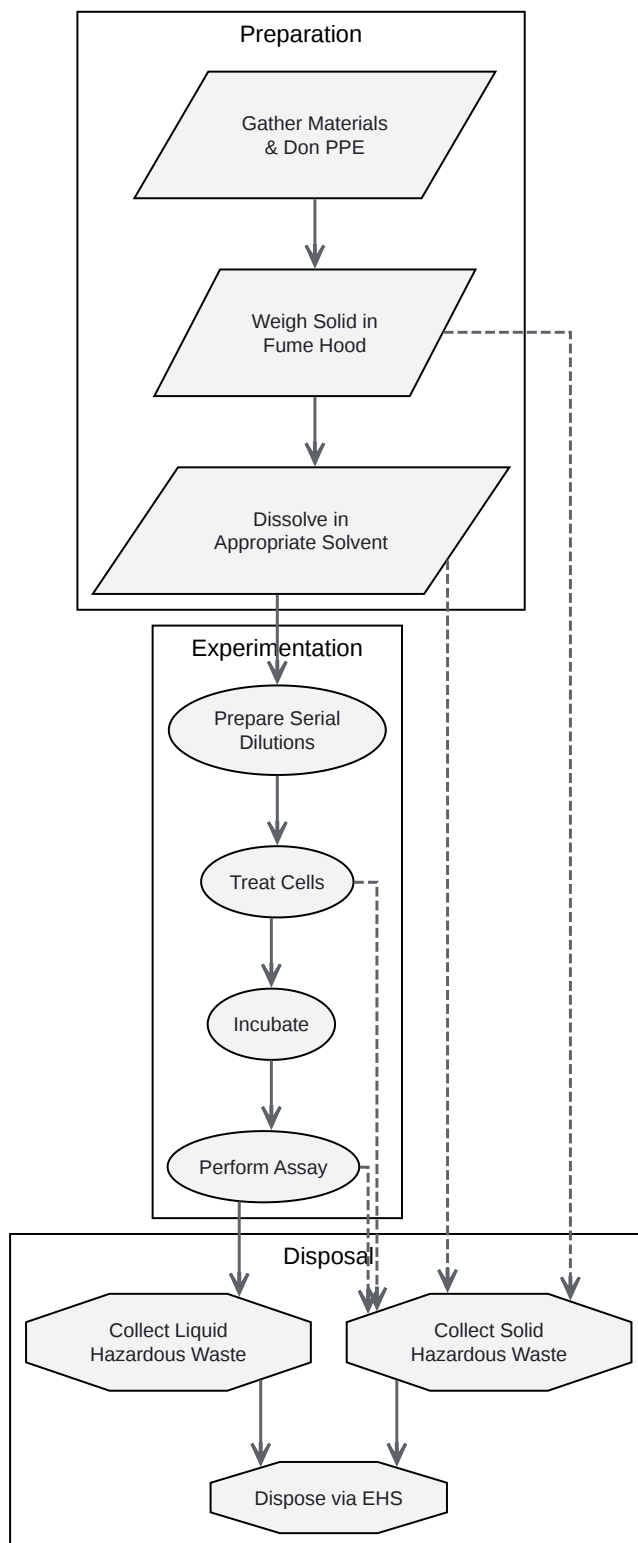 Preparation
Gather Materials
& Don PPE
Weigh Solid in
Fume Hood
Dissolve in
Appropriate Solvent
Experimentation
Prepare Serial
Dilutions
Treat Cells
Incubate
Perform Assay
Disposal
Collect Liquid
Hazardous Waste
Collect Solid
Hazardous Waste
Dispose via EHS